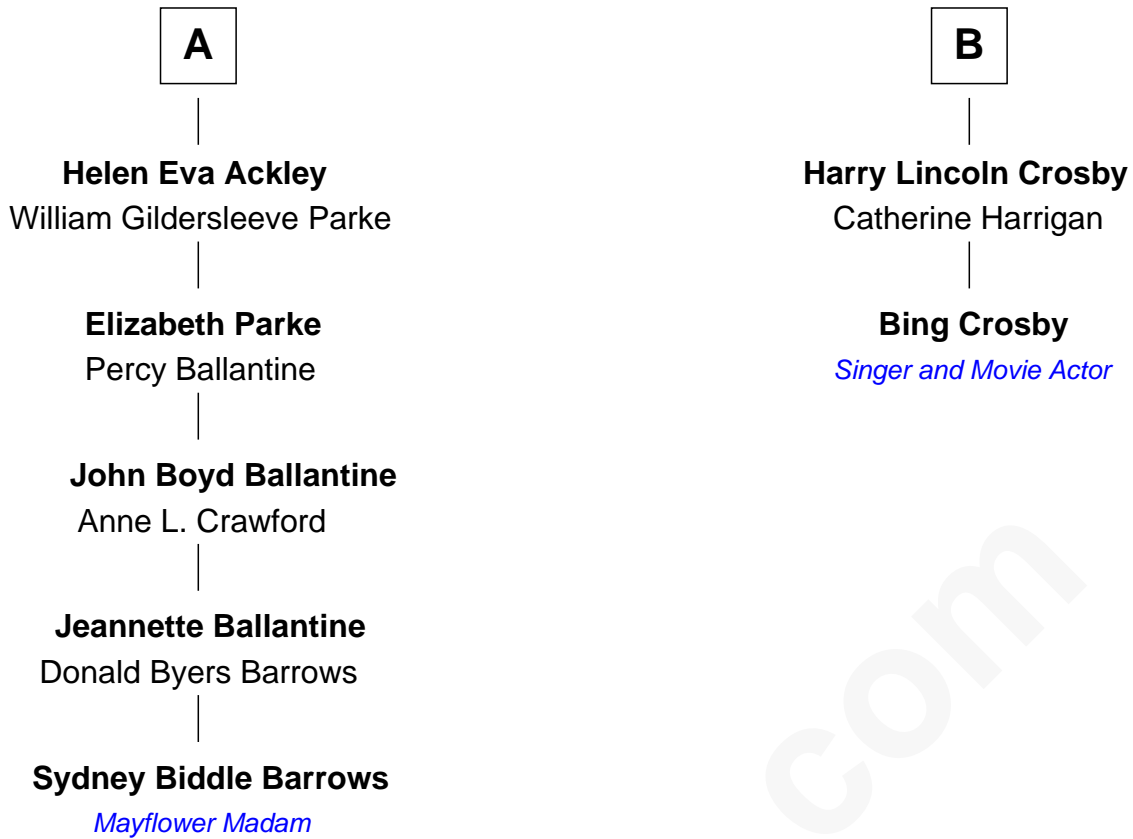 A
Helen Eva Ackley
William Gildersleeve Parke
Elizabeth Parke
Percy Ballantine
John Boyd Ballantine
Anne L. Crawford
Jeannette Ballantine
Donald Byers Barrows
Sydney Biddle Barrows
Mayflower Madam
B
Harry Lincoln Crosby
Catherine Harrigan
Bing Crosby
Singer and Movie Actor
com